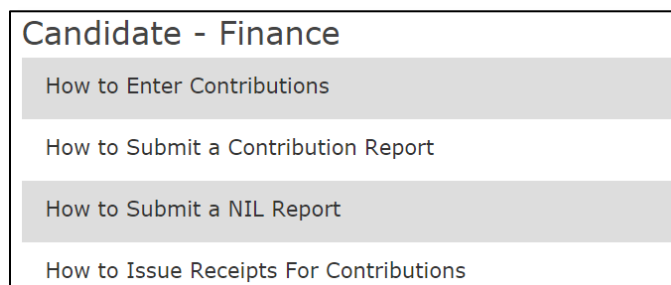 Candidate - Finance
How to Enter Contributions
How to Submit a Contribution Report
How to Submit a NIL Report
How to Issue Receipts For Contributions